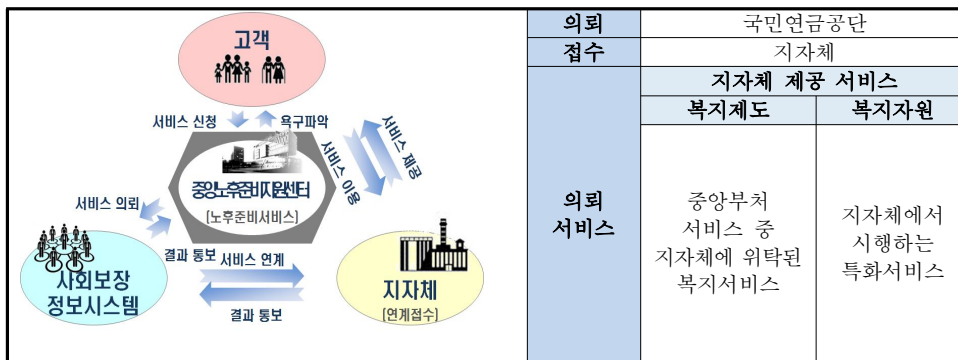 고객
서비스 신청
욕구파악
서비스 제공
서비스 이용
중앙노후준비지원센터
(노후준비서비스)
서비스 의뢰
결과 통보
서비스 연계
결과 통보
사회보장
정보시스템
지자체
(연계접수)
의뢰
국민연금공단
접수
지자체
의뢰
서비스
지자체 제공 서비스
복지제도
복지자원
중앙부처
서비스 중
지자체에 위탁된
복지서비스
지자체에서
시행하는
특화서비스